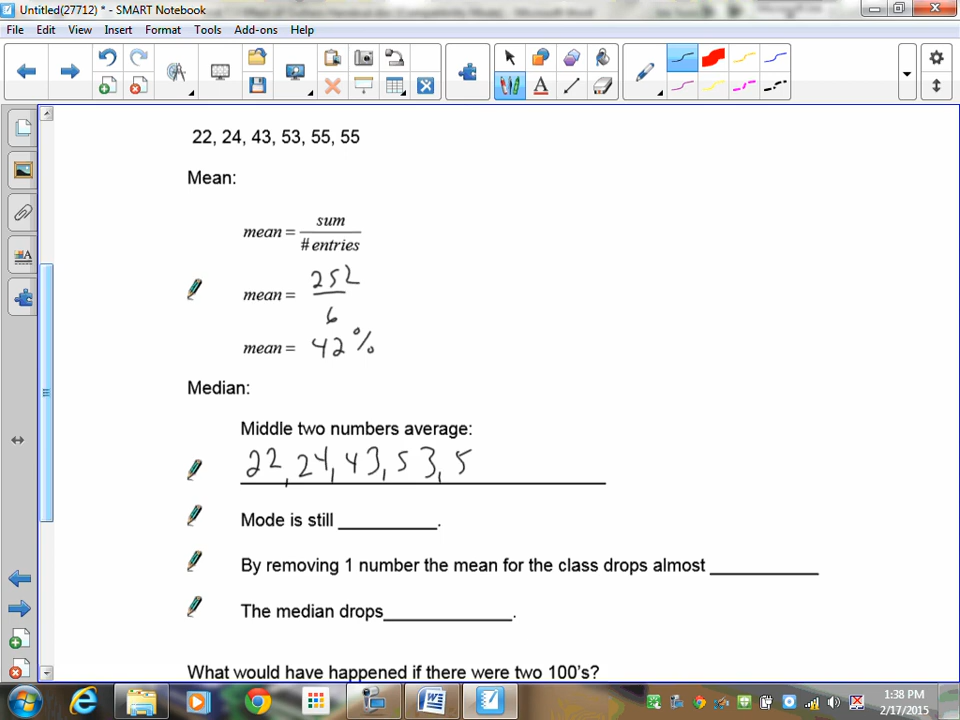 Untitled(27712) * - SMART Notebook
File Edit View Insert Format Tools Add-ons Help
22, 24, 43, 53, 55, 55
Mean:
mean = sum
# entries
mean = 252
6
mean = 42%
Median:
Middle two numbers average:
22, 24, 43, 53, 5
Mode is still __________.
By removing 1 number the mean for the class drops almost ___________
The median drops_____________.
What would have happened if there were two 100's?
1:38 PM
2/17/2015